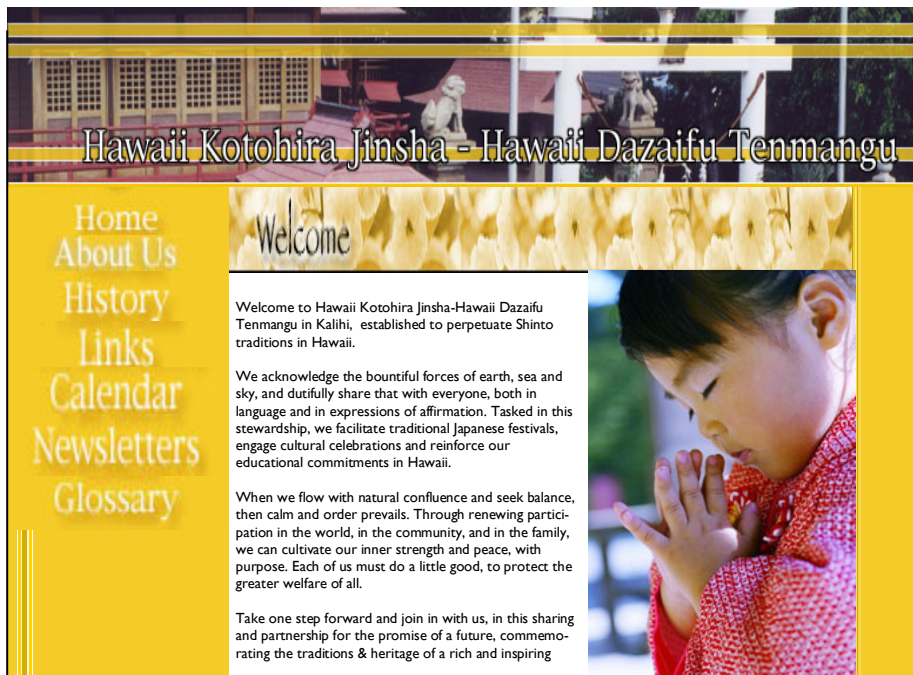 Hawaii Kotohira Jinsha - Hawaii Dazaifu Tenmangu
Home
About Us
History
Links
Calendar
Newsletters
Glossary
Welcome
Welcome to Hawaii Kotohira Jinsha-Hawaii Dazaifu
Tenmangu in Kalihi,  established to perpetuate Shinto
traditions in Hawaii.
We acknowledge the bountiful forces of earth, sea and
sky, and dutifully share that with everyone, both in
language and in expressions of affirmation. Tasked in this
stewardship, we facilitate traditional Japanese festivals,
engage cultural celebrations and reinforce our
educational commitments in Hawaii.
When we flow with natural confluence and seek balance,
then calm and order prevails. Through renewing partici-
pation in the world, in the community, and in the family,
we can cultivate our inner strength and peace, with
purpose. Each of us must do a little good, to protect the
greater welfare of all.
Take one step forward and join in with us, in this sharing
and partnership for the promise of a future, commemo-
rating the traditions & heritage of a rich and inspiring